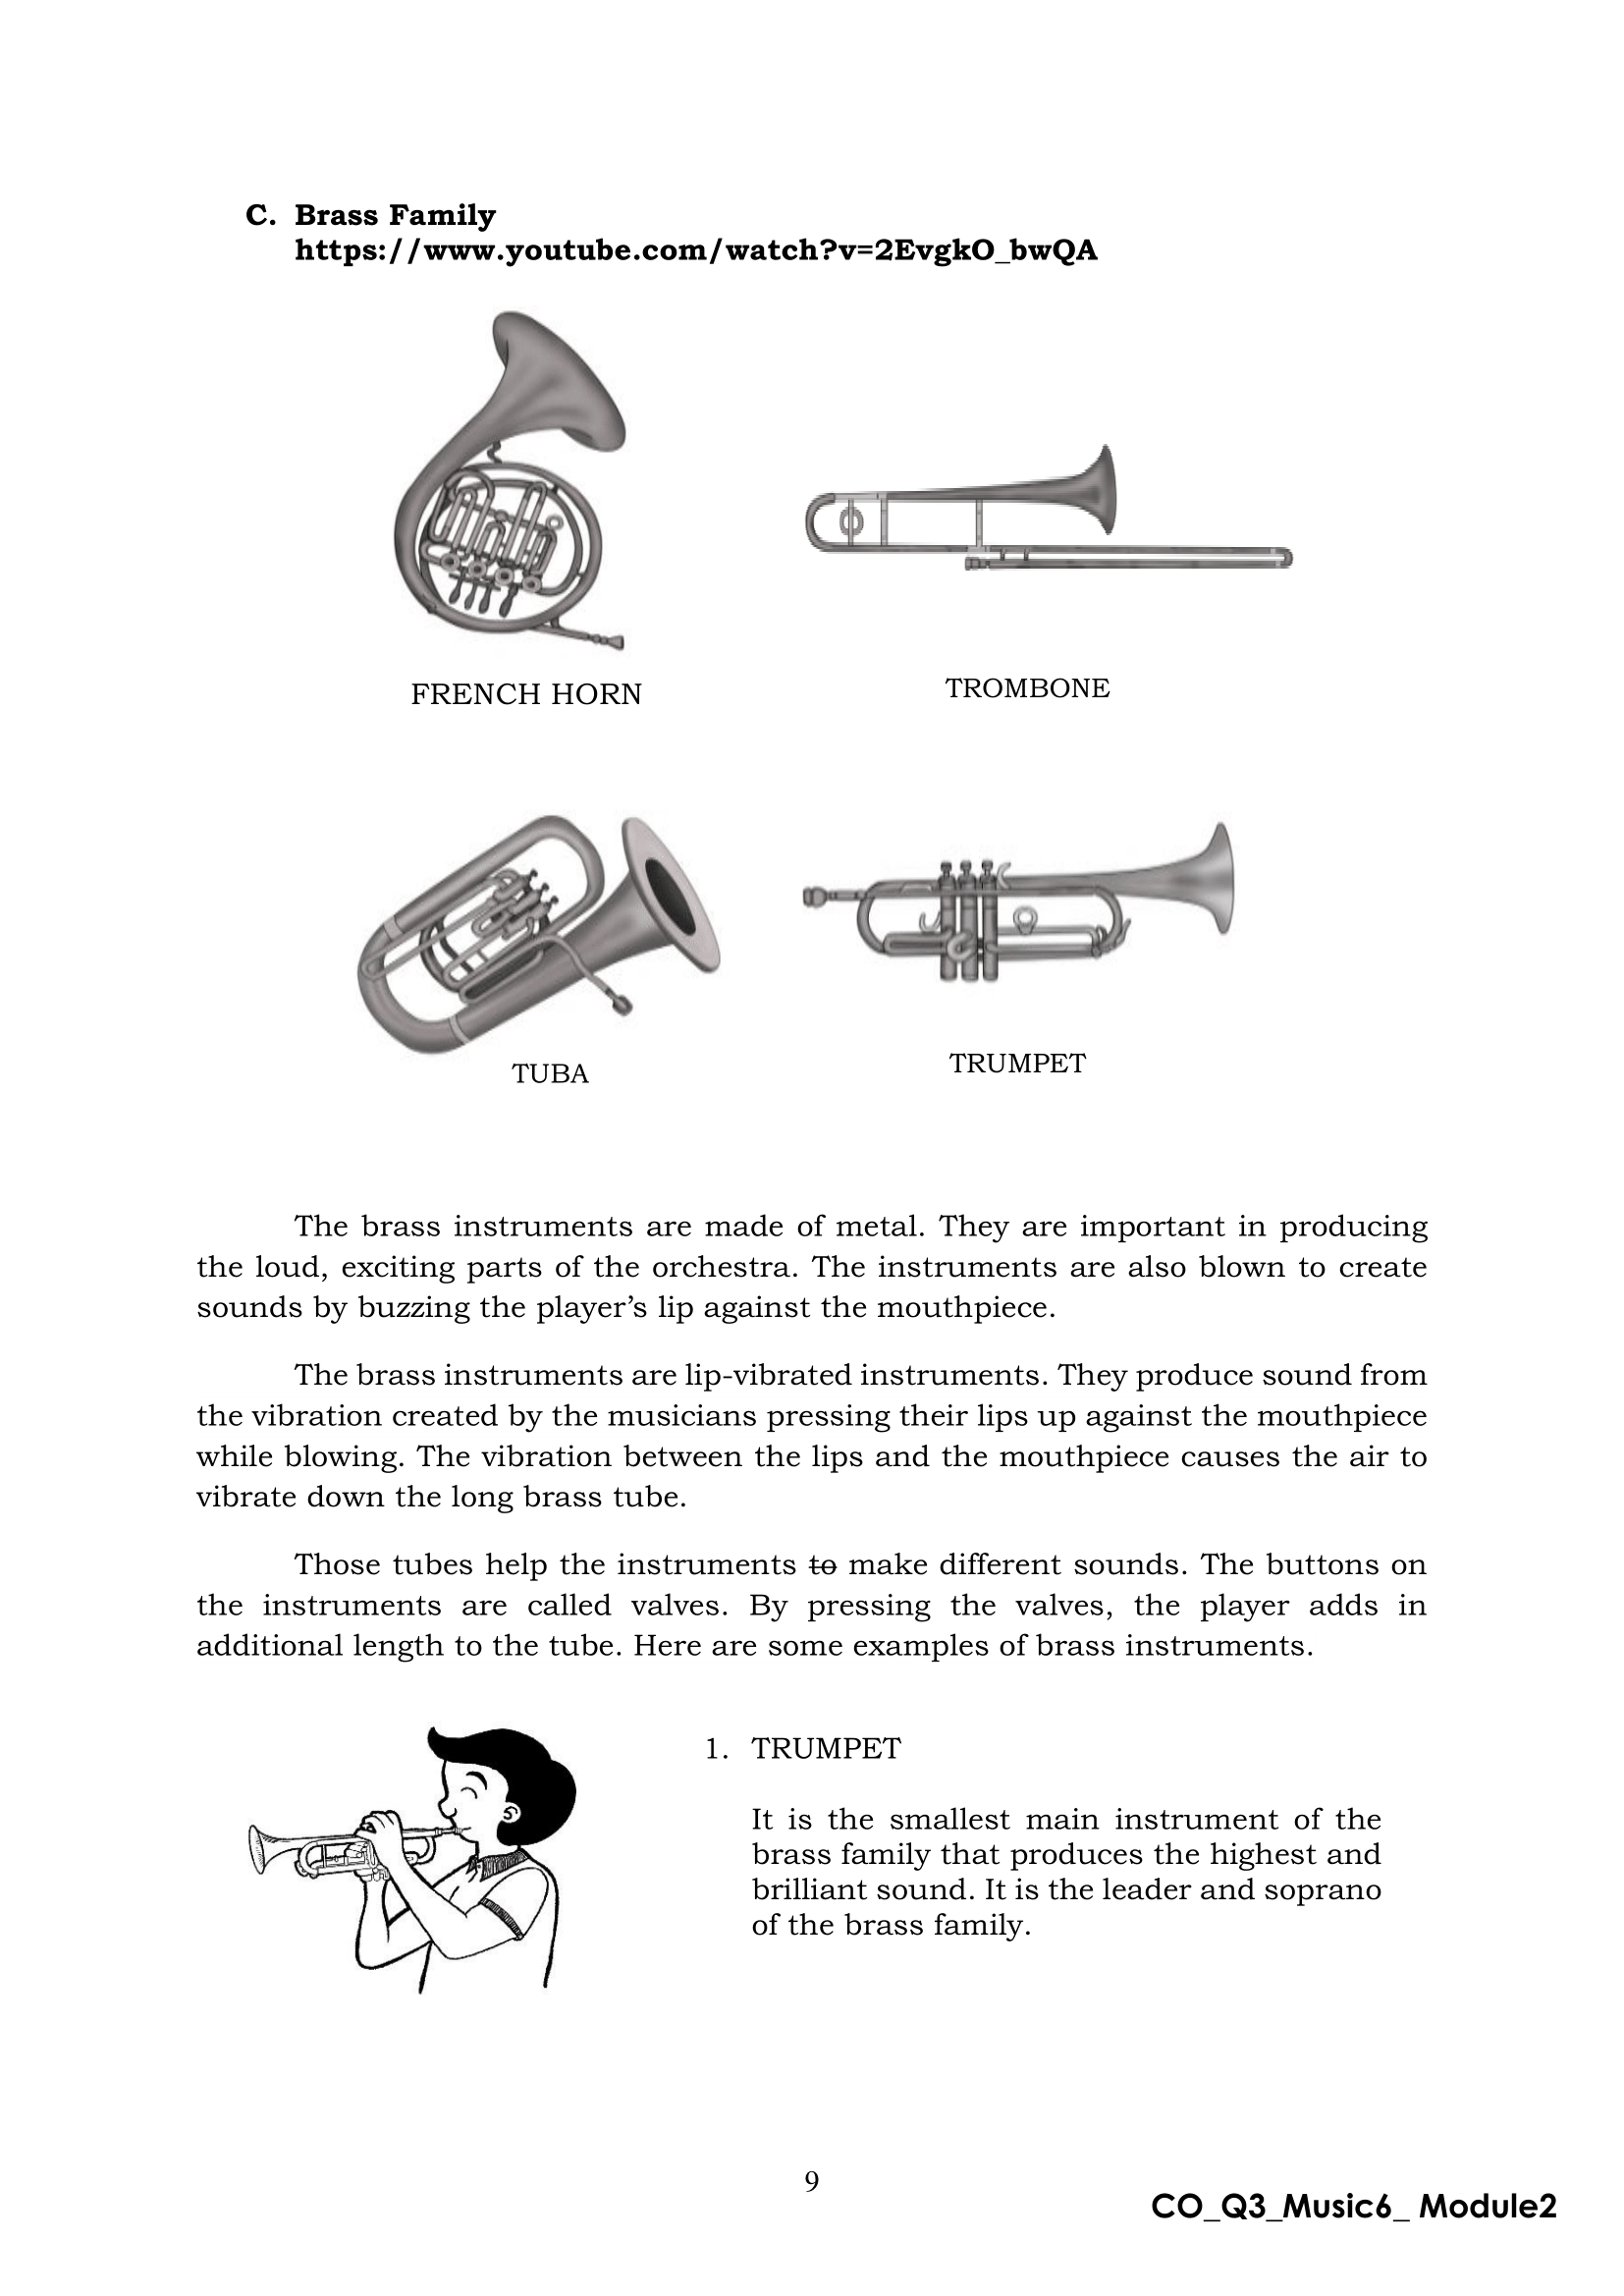 C. Brass Family
https://www.youtube.com/watch?v=2EvgkO_bwQA
FRENCH HORN
TROMBONE
TUBA
TRUMPET
The brass instruments are made of metal. They are important in producing
the loud, exciting parts of the orchestra. The instruments are also blown to create
sounds by buzzing the player’s lip against the mouthpiece.
The brass instruments are lip-vibrated instruments. They produce sound from
the vibration created by the musicians pressing their lips up against the mouthpiece
while blowing. The vibration between the lips and the mouthpiece causes the air to
vibrate down the long brass tube.
Those tubes help the instruments to make different sounds. The buttons on
the instruments are called valves. By pressing the valves, the player adds in
additional length to the tube. Here are some examples of brass instruments.
1. TRUMPET
It is the smallest main instrument of the
brass family that produces the highest and
brilliant sound. It is the leader and soprano
of the brass family.
9
CO_Q3_Music6_ Module2